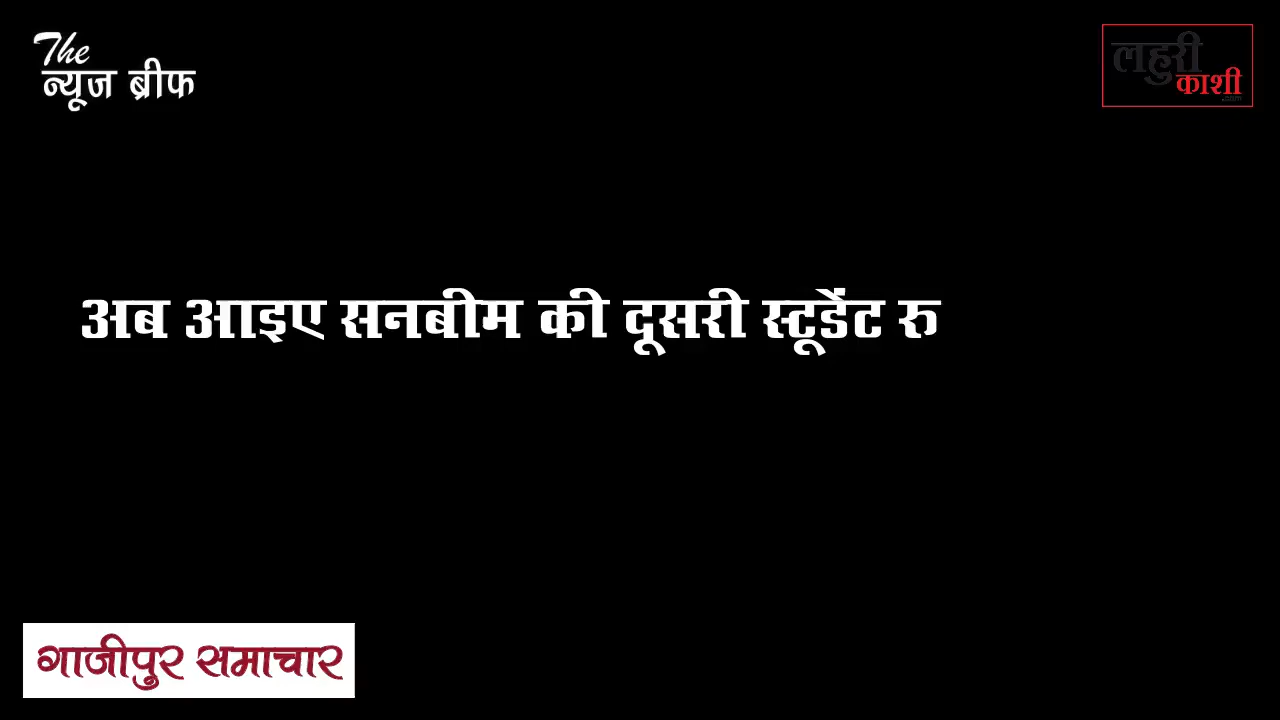 The
न्यूज ब्रीफ
लहुरी
काशी
अब आइए सनबीम की दूसरी स्टूडेंट रु
गाजीपुर समाचार